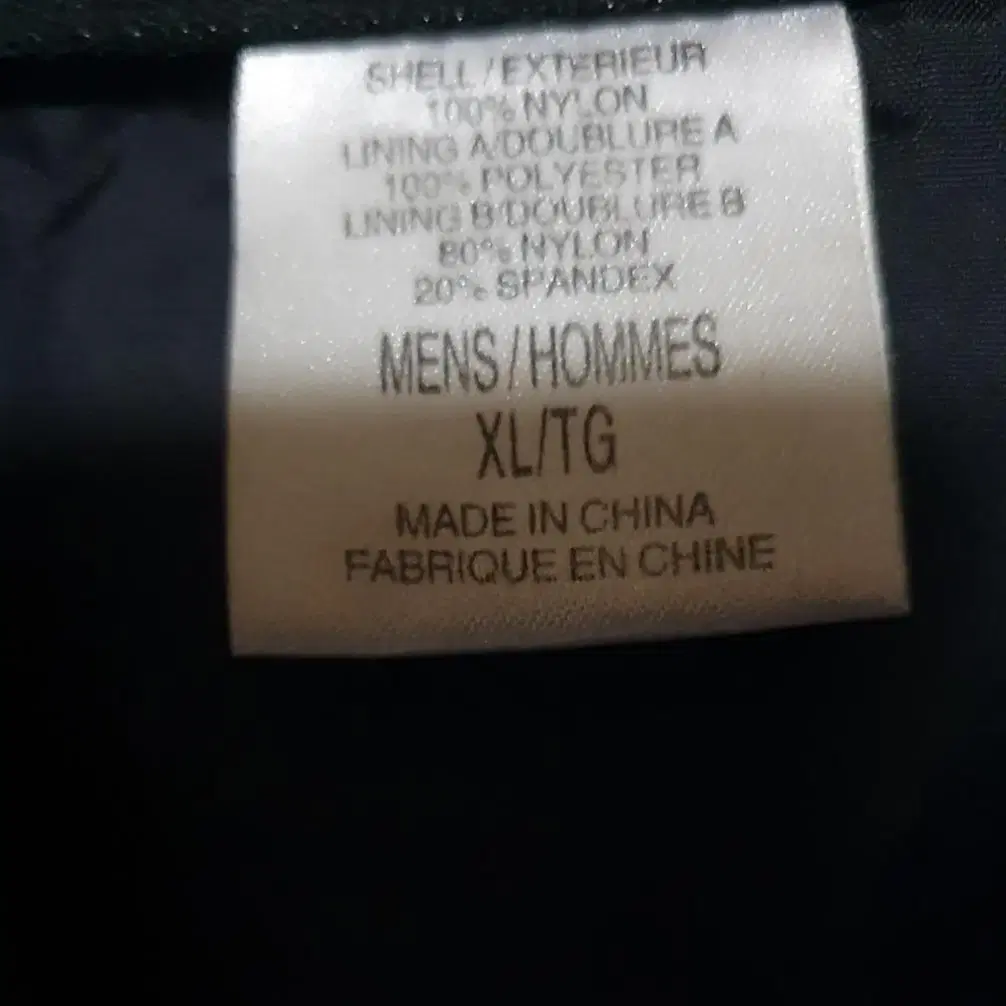 SHELL / EXTERIEUR
100% NYLON
LINING A/DOUBLURE A
100% POLYESTER
LINING B/DOUBLURE B
80% NYLON
20% SPANDEX
MENS / HOMMES
XL/TG
MADE IN CHINA
FABRIQUE EN CHINE